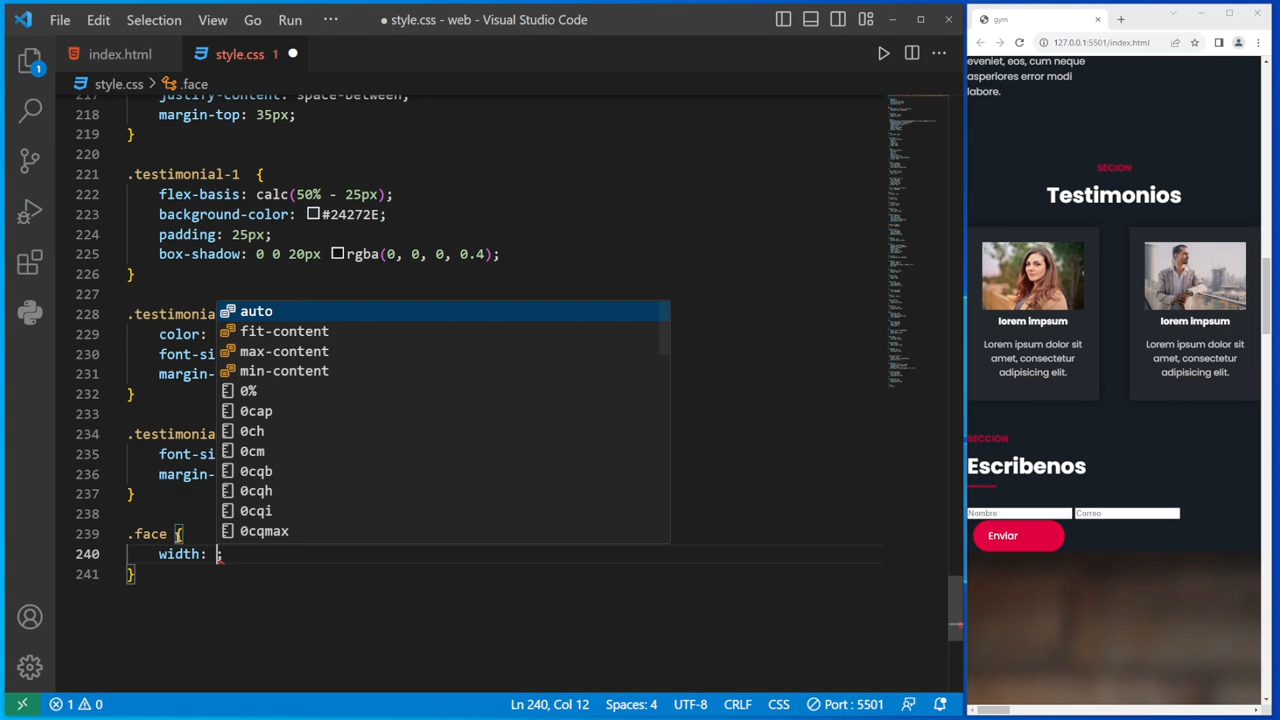 File Edit Selection View Go Run ··· ● style.css - web - Visual Studio Code
index.html style.css 1 ●
style.css > .face
217 justify-content: space-between;
218 margin-top: 35px;
219 }
220
221 .testimonial-1 {
222 flex-basis: calc(50% - 25px);
223 background-color: #24272E;
224 padding: 25px;
225 box-shadow: 0 0 20px rgba(0, 0, 0, 0.4);
226 }
227
228 .testimonia
229 color:
230 font-si
231 margin-
232 }
233
234 .testimonia
235 font-si
236 margin-
237 }
238
239 .face {
240 width: ;
241 }
auto
fit-content
max-content
min-content
0%
0cap
0ch
0cm
0cqb
0cqh
0cqi
0cqmax
1
1 0 Ln 240, Col 12 Spaces: 4 UTF-8 CRLF CSS Port : 5501
gym
127.0.0.1:5501/index.html
eveniet, eos, cum neque
asperiores error modi
labore.
SECION
Testimonios
lorem impsum
Lorem ipsum dolor sit
amet, consectetur
adipisicing elit.
lorem impsum
Lorem ipsum dolor sit
amet, consectetur
adipisicing elit.
SECCION
Escribenos
Nombre Correo
Enviar